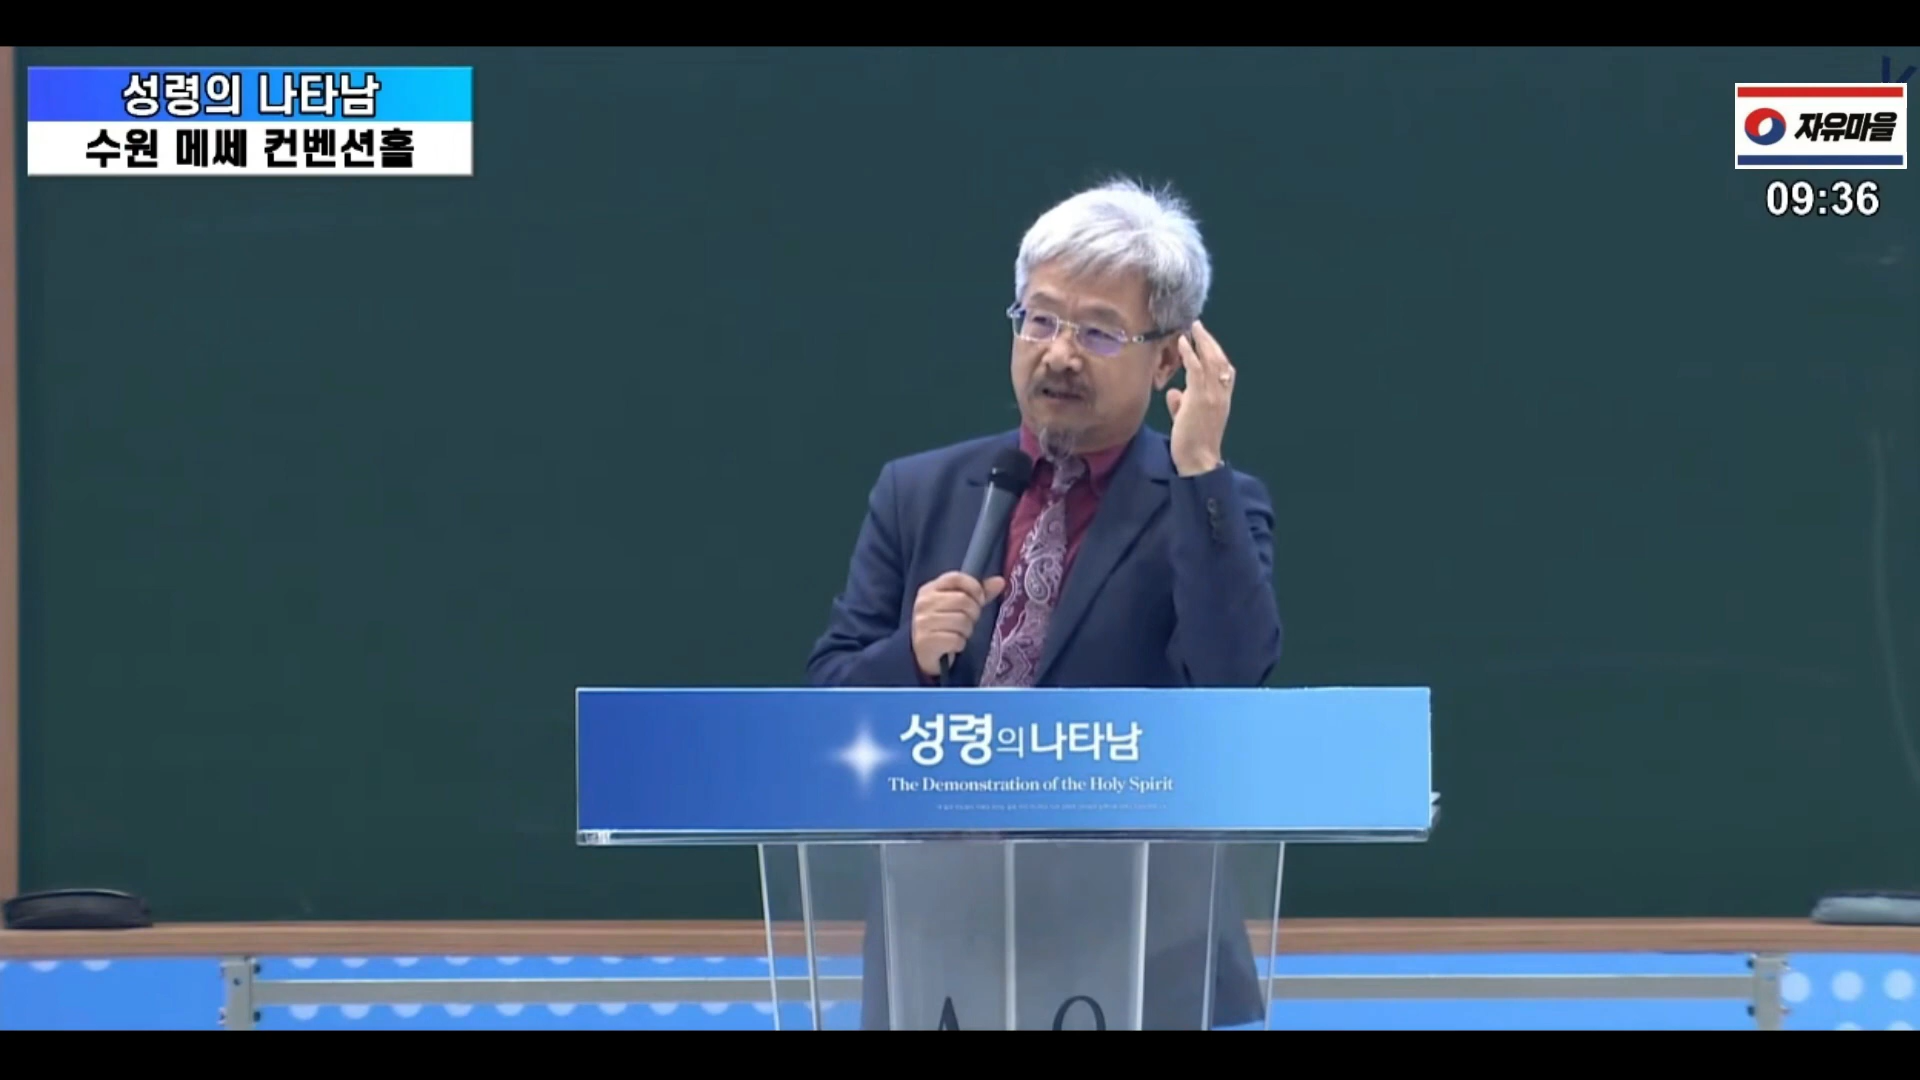 성령의 나타남
수원 메쎄 컨벤션홀
자유마을
09:36
성령의나타남
The Demonstration of the Holy Spirit
A Ω